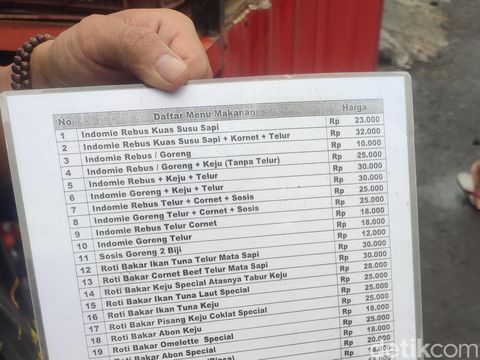 No Daftar Menu Makanan Harga
1 Indomie Rebus Kuas Susu Sapi Rp 23.000
2 Indomie Rebus Kuas Susu Sapi + Kornet + Telur Rp 32.000
3 Indomie Rebus / Goreng Rp 10.000
4 Indomie Rebus / Goreng + Keju (Tanpa Telur) Rp 25.000
5 Indomie Rebus + Keju + Telur Rp 30.000
6 Indomie Goreng + Keju + Telur Rp 30.000
7 Indomie Rebus Telur + Cornet + Sosis Rp 25.000
8 Indomie Goreng Telur + Cornet + Sosis Rp 25.000
9 Indomie Rebus Telur Cornet Rp 18.000
10 Indomie Goreng Telur Rp 18.000
11 Sosis Goreng 2 Biji Rp 12.000
12 Roti Bakar Ikan Tuna Telur Mata Sapi Rp 30.000
13 Roti Bakar Cornet Beef Telur Mata Sapi Rp 30.000
14 Roti Bakar Keju Special Atasnya Tabur Keju Rp 28.000
15 Roti Bakar Ikan Tuna Laut Special Rp 25.000
16 Roti Bakar Ikan Tuna Keju Rp 25.000
17 Roti Bakar Pisang Keju Coklat Special Rp 25.000
18 Roti Bakar Abon Keju Rp 25.000
19 Roti Bakar Omelette Special Rp 18.000
Roti Bakar Abon Special Rp 20.000
detikcom